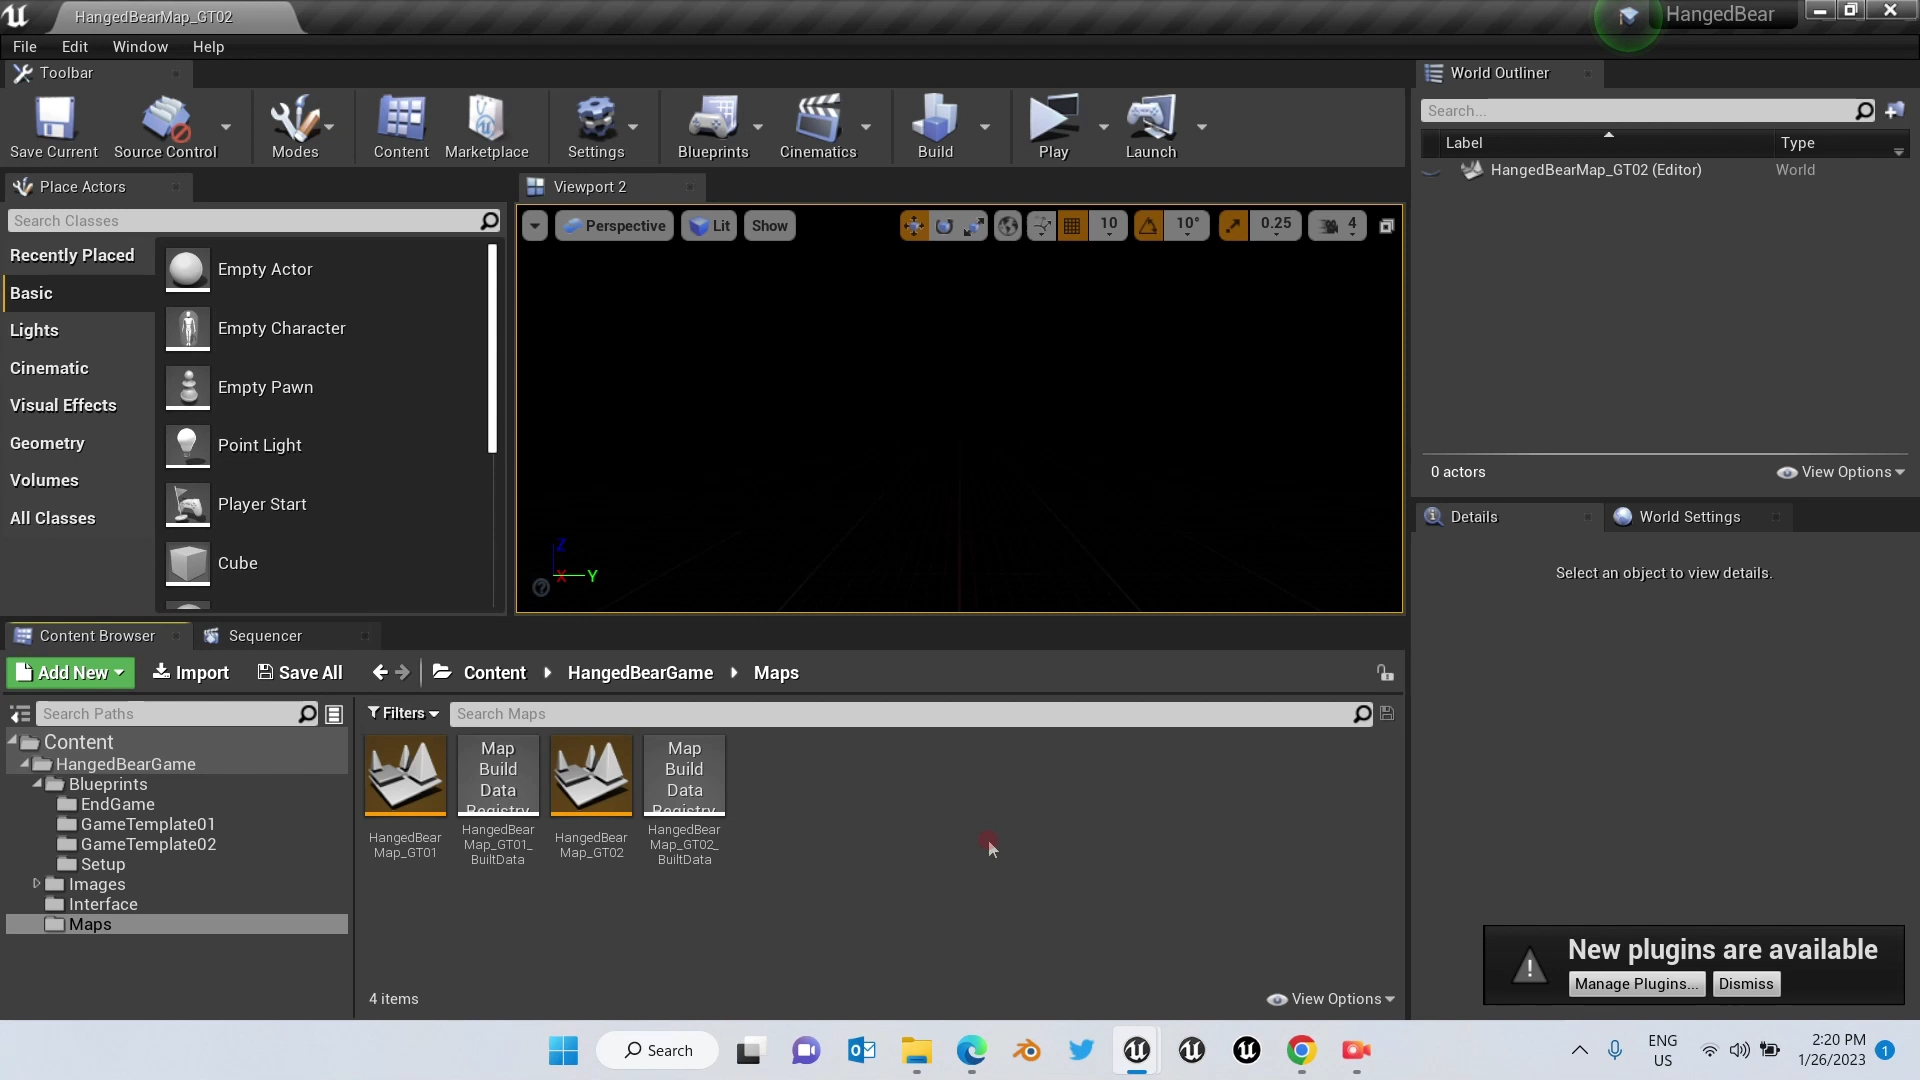 HangedBearMap_GT02
HangedBear
File Edit Window Help
Toolbar
Save Current Source Control Modes Content Marketplace Settings Blueprints Cinematics Build Play Launch
World Outliner
Search...
Label Type
HangedBearMap_GT02 (Editor) World
0 actors View Options
Place Actors
Search Classes
Recently Placed
Basic
Lights
Cinematic
Visual Effects
Geometry
Volumes
All Classes
Empty Actor
Empty Character
Empty Pawn
Point Light
Player Start
Cube
Viewport 2
Perspective Lit Show 10 10° 0.25 4
Z
X Y
Details World Settings
Select an object to view details.
Content Browser Sequencer
Add New Import Save All Content HangedBearGame Maps
Search Paths
Filters Search Maps
Content
HangedBearGame
Blueprints
EndGame
GameTemplate01
GameTemplate02
Setup
Images
Interface
Maps
HangedBear
Map_GT01
Map
Build
Data
Registry
HangedBear
Map_GT01_
BuiltData
HangedBear
Map_GT02
Map
Build
Data
Registry
HangedBear
Map_GT02_
BuiltData
4 items View Options
New plugins are available
Manage Plugins... Dismiss
Search
ENG
US
2:20 PM
1/26/2023
1